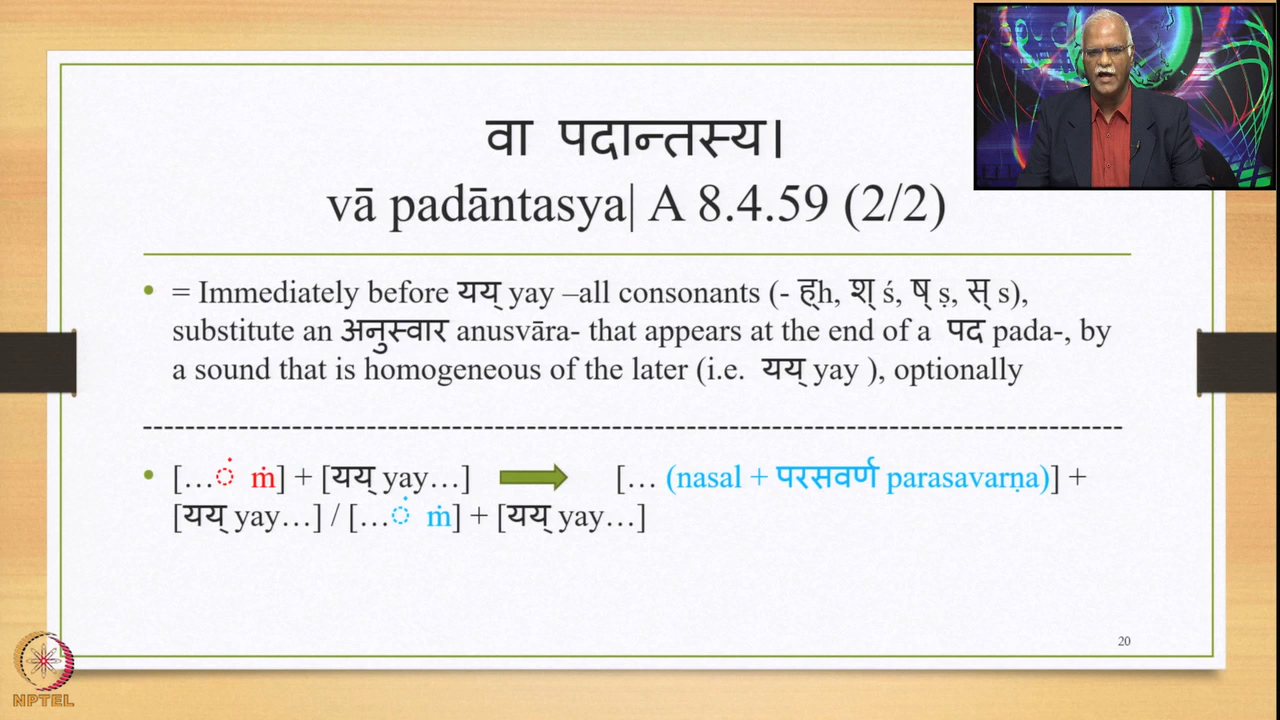 वा पदान्तस्य।
vā padāntasya| A 8.4.59 (2/2)
• = Immediately before यय् yay –all consonants (- ह्h, श् ś, ष् ṣ, स् s),
substitute an अनुस्वार anusvāra- that appears at the end of a पद pada-, by
a sound that is homogeneous of the later (i.e. यय् yay ), optionally
--------------------------------------------------------------------------------------------
• [...◌ं ṁ] + [यय् yay...] [... (nasal + परसवर्ण parasavarṇa)] +
[यय् yay...] / [...◌ं ṁ] + [यय् yay...]
20
NPTEL